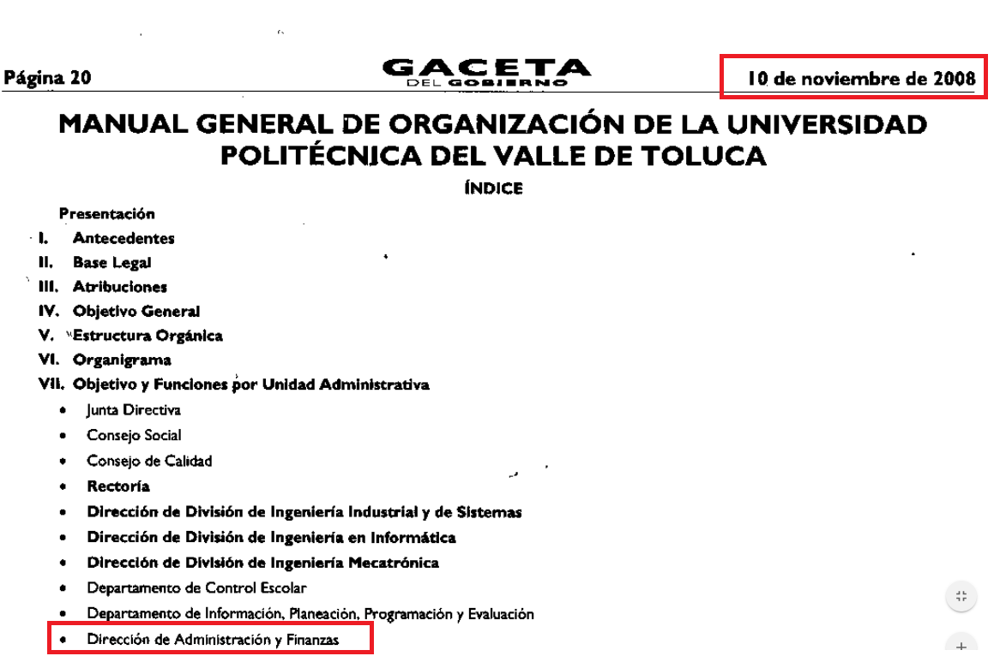 Página 20
GACETA
DEL GOBIERNO
10 de noviembre de 2008
MANUAL GENERAL DE ORGANIZACIÓN DE LA UNIVERSIDAD
POLITÉCNICA DEL VALLE DE TOLUCA
ÍNDICE
Presentación
I. Antecedentes
II. Base Legal
III. Atribuciones
IV. Objetivo General
V. Estructura Orgánica
VI. Organigrama
VII. Objetivo y Funciones por Unidad Administrativa
• Junta Directiva
• Consejo Social
• Consejo de Calidad
• Rectoría
• Dirección de División de Ingeniería Industrial y de Sistemas
• Dirección de División de Ingeniería en Informática
• Dirección de División de Ingeniería Mecatrónica
• Departamento de Control Escolar
• Departamento de Información, Planeación, Programación y Evaluación
• Dirección de Administración y Finanzas